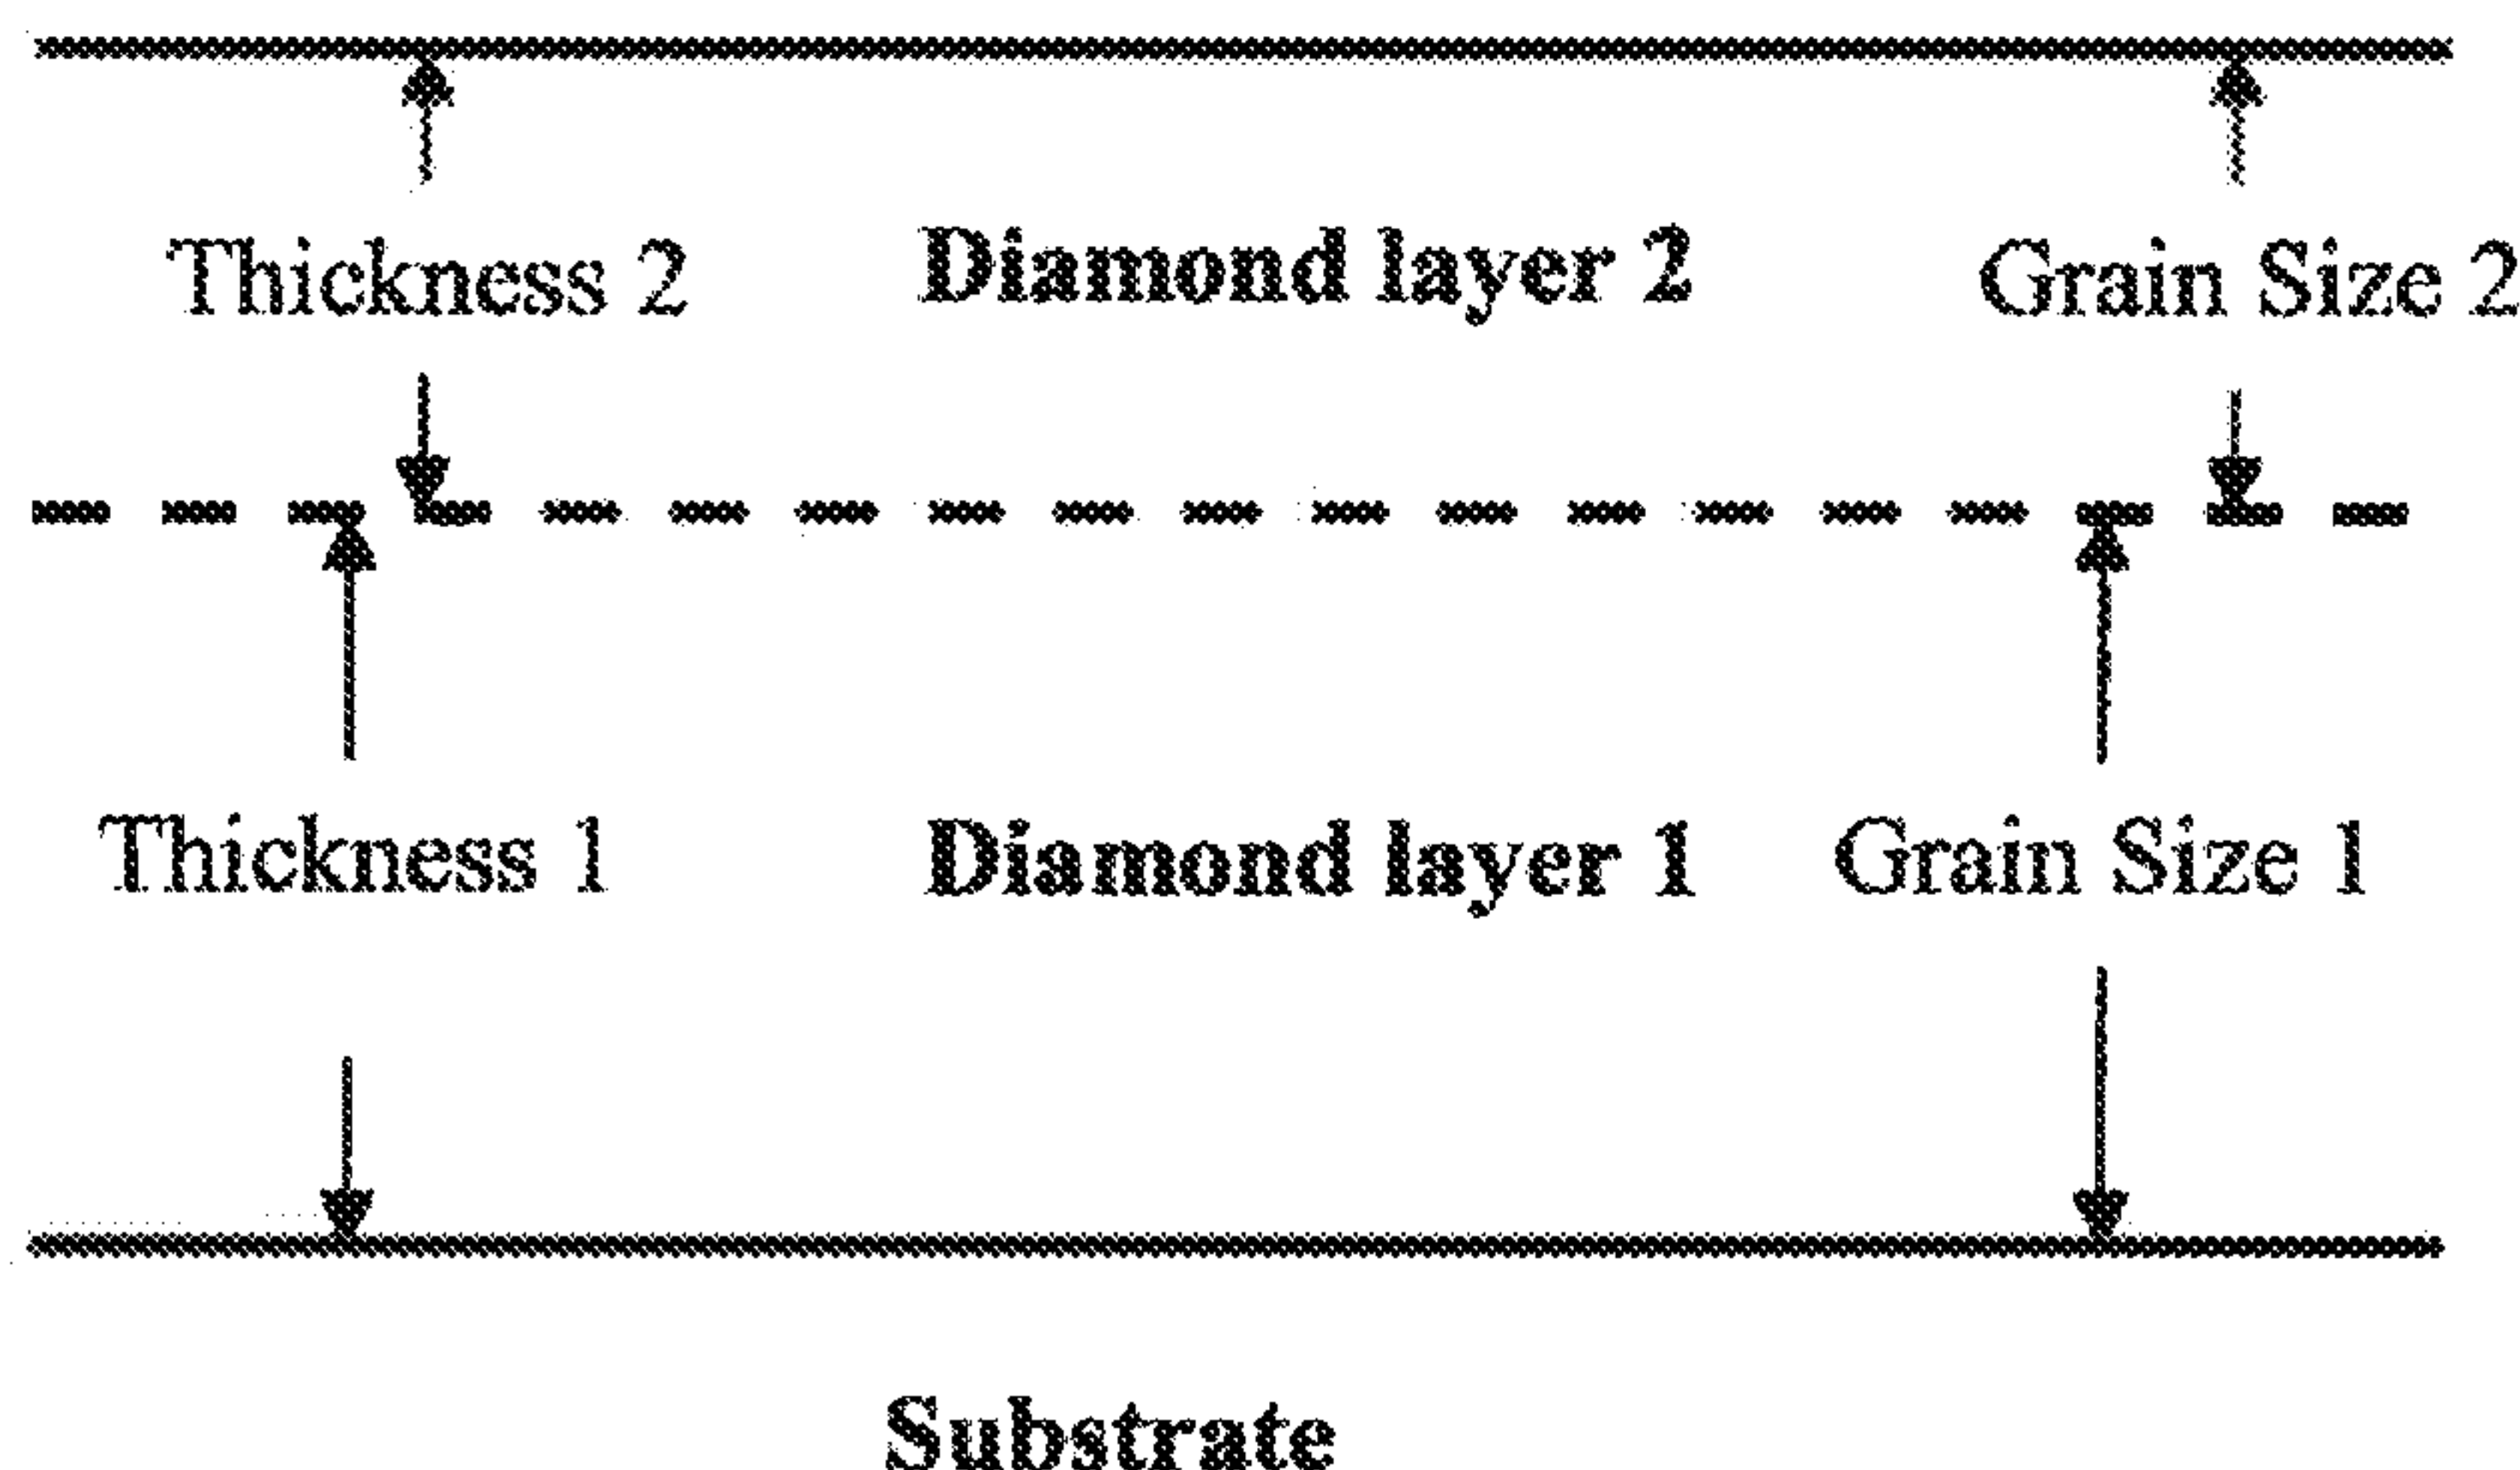 Thickness 2 Diamond layer 2 Grain Size 2
Thickness 1 Diamond layer 1 Grain Size 1
Substrate